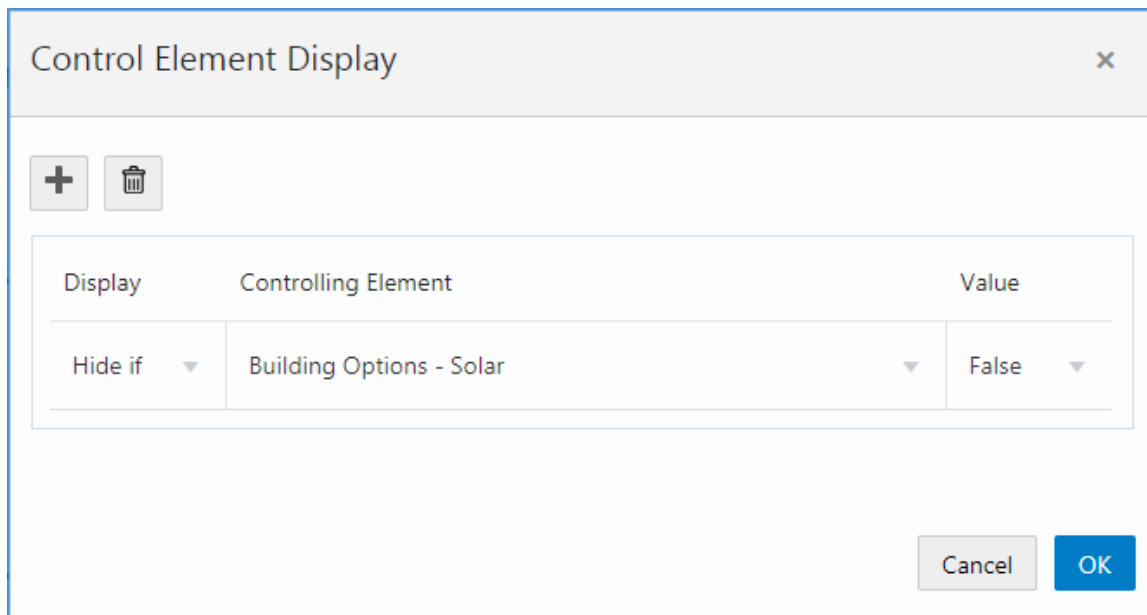 Control Element Display
Display Controlling Element Value
Hide if Building Options - Solar False
Cancel OK